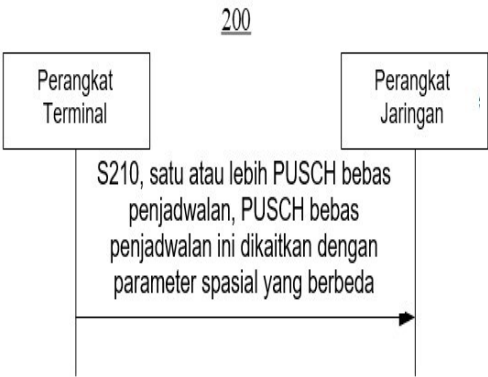 200
Perangkat
Terminal
Perangkat
Jaringan
S210, satu atau lebih PUSCH bebas
penjadwalan, PUSCH bebas
penjadwalan ini dikaitkan dengan
parameter spasial yang berbeda